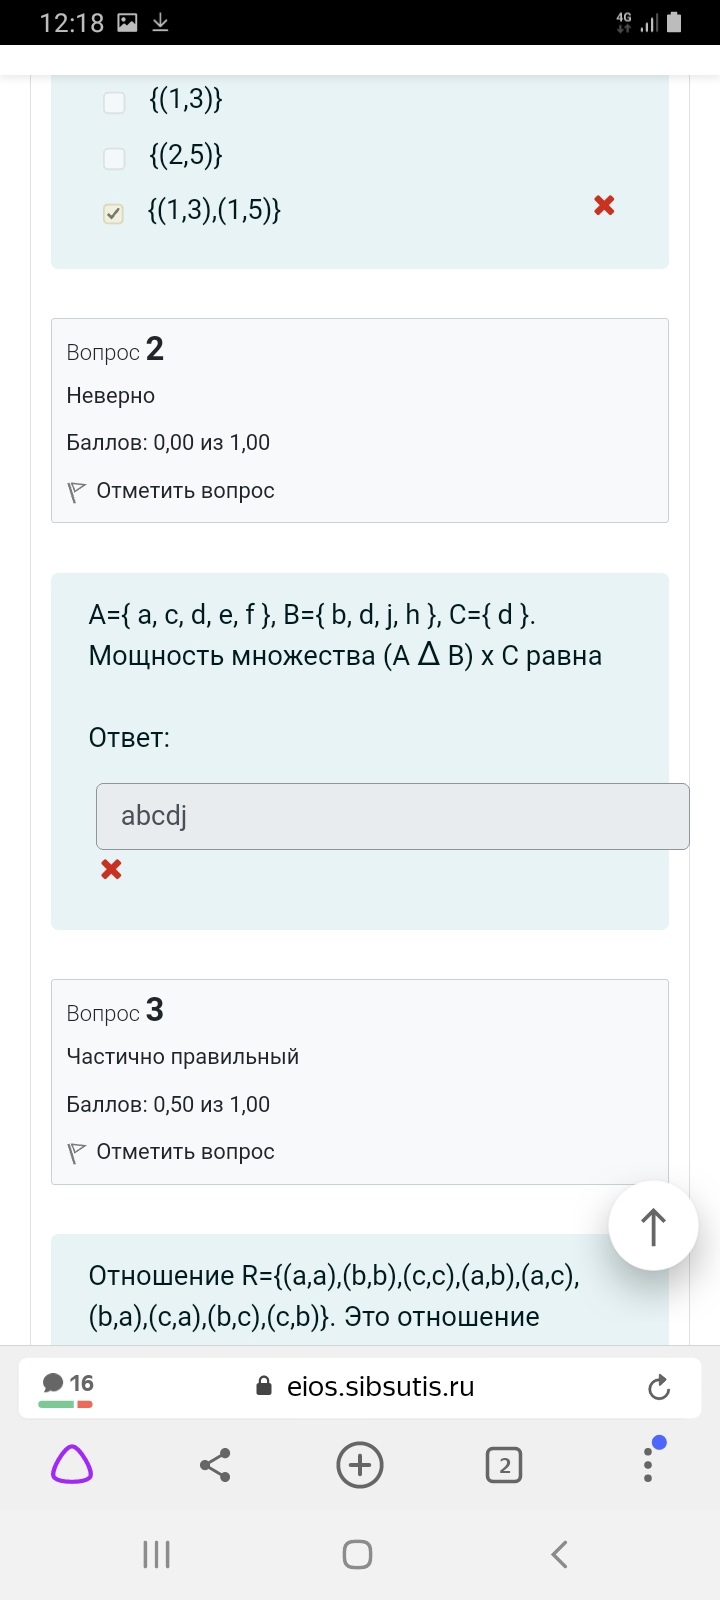 12:18
4G
{(1,3)}
{(2,5)}
{(1,3),(1,5)}
Вопрос 2
Неверно
Баллов: 0,00 из 1,00
Отметить вопрос
A={ a, c, d, e, f }, B={ b, d, j, h }, C={ d }.
Мощность множества (A Δ B) x C равна
Ответ:
abcdj
Вопрос 3
Частично правильный
Баллов: 0,50 из 1,00
Отметить вопрос
Отношение R={(a,a),(b,b),(c,c),(a,b),(a,c),
(b,a),(c,a),(b,c),(c,b)}. Это отношение
16
eios.sibsutis.ru
2